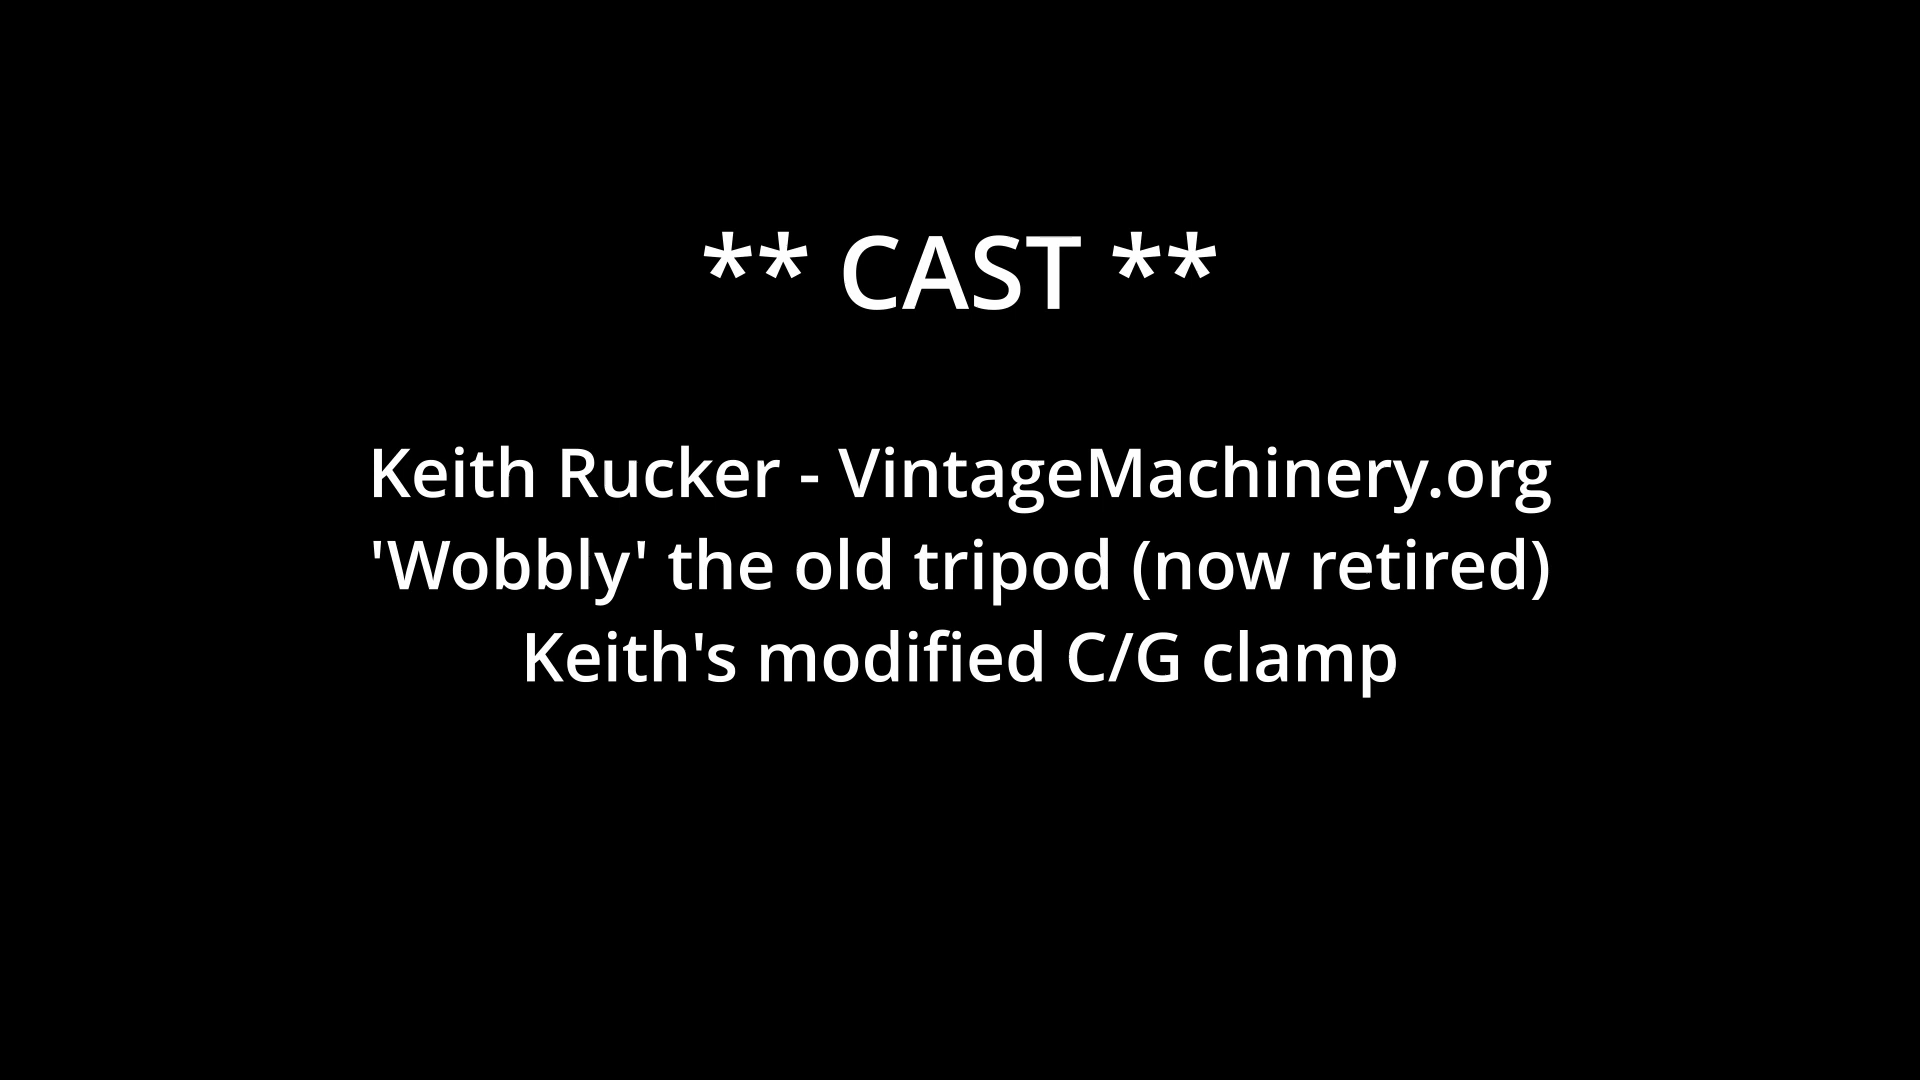 ** CAST **
Keith Rucker - VintageMachinery.org
'Wobbly' the old tripod (now retired)
Keith's modified C/G clamp